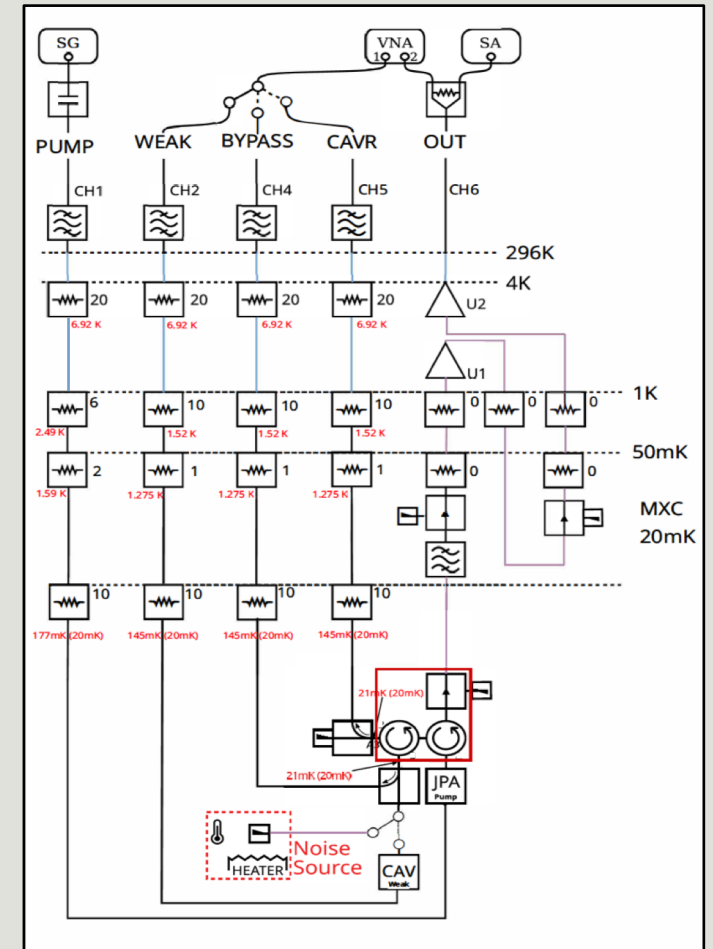 SG VNA SA
1 2
PUMP WEAK BYPASS CAVR OUT
CH1 CH2 CH4 CH5 CH6
296K
4K
20 20 20 20 U2
6.92 K 6.92 K 6.92 K 6.92 K
U1
1K
6 10 10 10 0 0 0
2.49 K 1.52 K 1.52 K 1.52 K
50mK
2 1 1 1 0 0
1.59 K 1.275 K 1.275 K 1.275 K
MXC
20mK
10 10 10 10
177mK (20mK) 145mK (20mK) 145mK (20mK) 145mK (20mK)
21mK (20mK)
21mK (20mK)
JPA
Pump
Noise
Source
HEATER
CAV
Weak